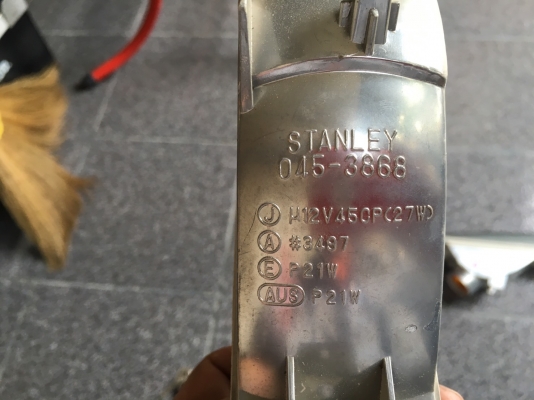 STANLEY
045-3868
J W12V45CP(27W)
A #3497
E P21W
AUS P21W